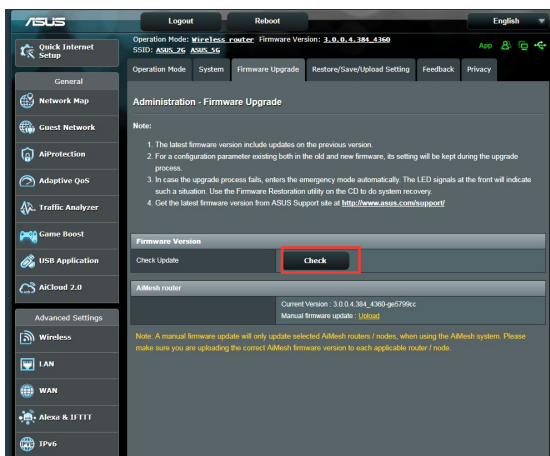 ASUS
Logout
Reboot
English
Operation Mode: Wireless router Firmware Version: 3.0.0.4.384_4360
SSID: ASUS_2G ASUS_5G
App
Quick Internet
Setup
Operation Mode System Firmware Upgrade Restore/Save/Upload Setting Feedback Privacy
General
Network Map
Guest Network
AiProtection
Adaptive QoS
Traffic Analyzer
Game Boost
USB Application
AiCloud 2.0
Advanced Settings
Wireless
LAN
WAN
Alexa & IFTTT
IPv6
Administration - Firmware Upgrade
Note:
1. The latest firmware version include updates on the previous version.
2. For a configuration parameter existing both in the old and new firmware, its setting will be kept during the upgrade
process.
3. In case the upgrade process fails, enters the emergency mode automatically. The LED signals at the front will indicate
such a situation. Use the Firmware Restoration utility on the CD to do system recovery.
4. Get the latest firmware version from ASUS Support site at http://www.asus.com/support/
Firmware Version
Check Update
Check
AiMesh router
Current Version : 3.0.0.4.384_4360-ge5799cc
Manual firmware update : Upload
Note: A manual firmware update will only update selected AiMesh routers / nodes, when using the AiMesh system. Please
make sure you are uploading the correct AiMesh firmware version to each applicable router / node.